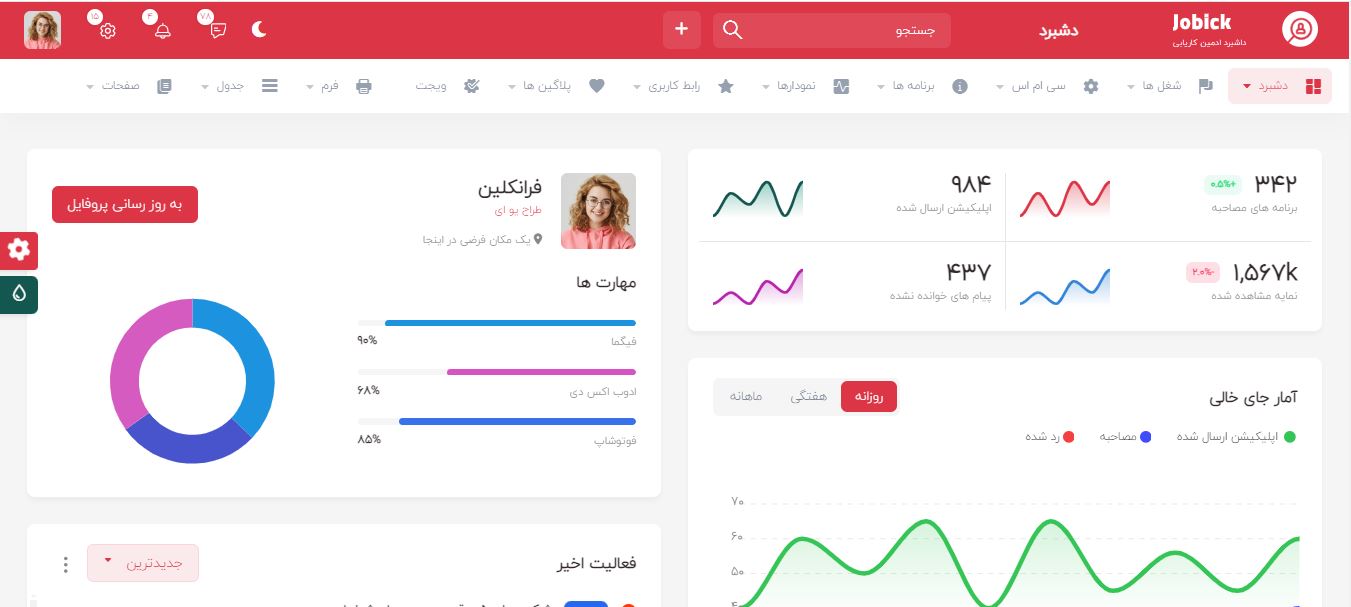 Jobick
داشبرد ادمین کاریابی
دشبرد
جستجو
+
۷۸
۴
۱۵
دشبرد
شغل ها
سی ام اس
برنامه ها
نمودارها
رابط کاربری
پلاگین ها
ویجت
فرم
جدول
صفحات
۳۴۲
+۰.۵%
برنامه های مصاحبه
۹۸۴
اپلیکیشن ارسال شده
۱,۵۶۷k
-۲.۰%
نمایه مشاهده شده
۴۳۷
پیام های خوانده نشده
آمار جای خالی
روزانه
هفتگی
ماهانه
اپلیکیشن ارسال شده
مصاحبه
رد شده
۷۰
۶۰
۵۰
فرانکلین
طراح یو ای
یک مکان فرضی در اینجا
به روز رسانی پروفایل
مهارت ها
فیگما
۹۰%
ادوب اکس دی
۶۸%
فوتوشاپ
۸۵%
فعالیت اخیر
جدیدترین